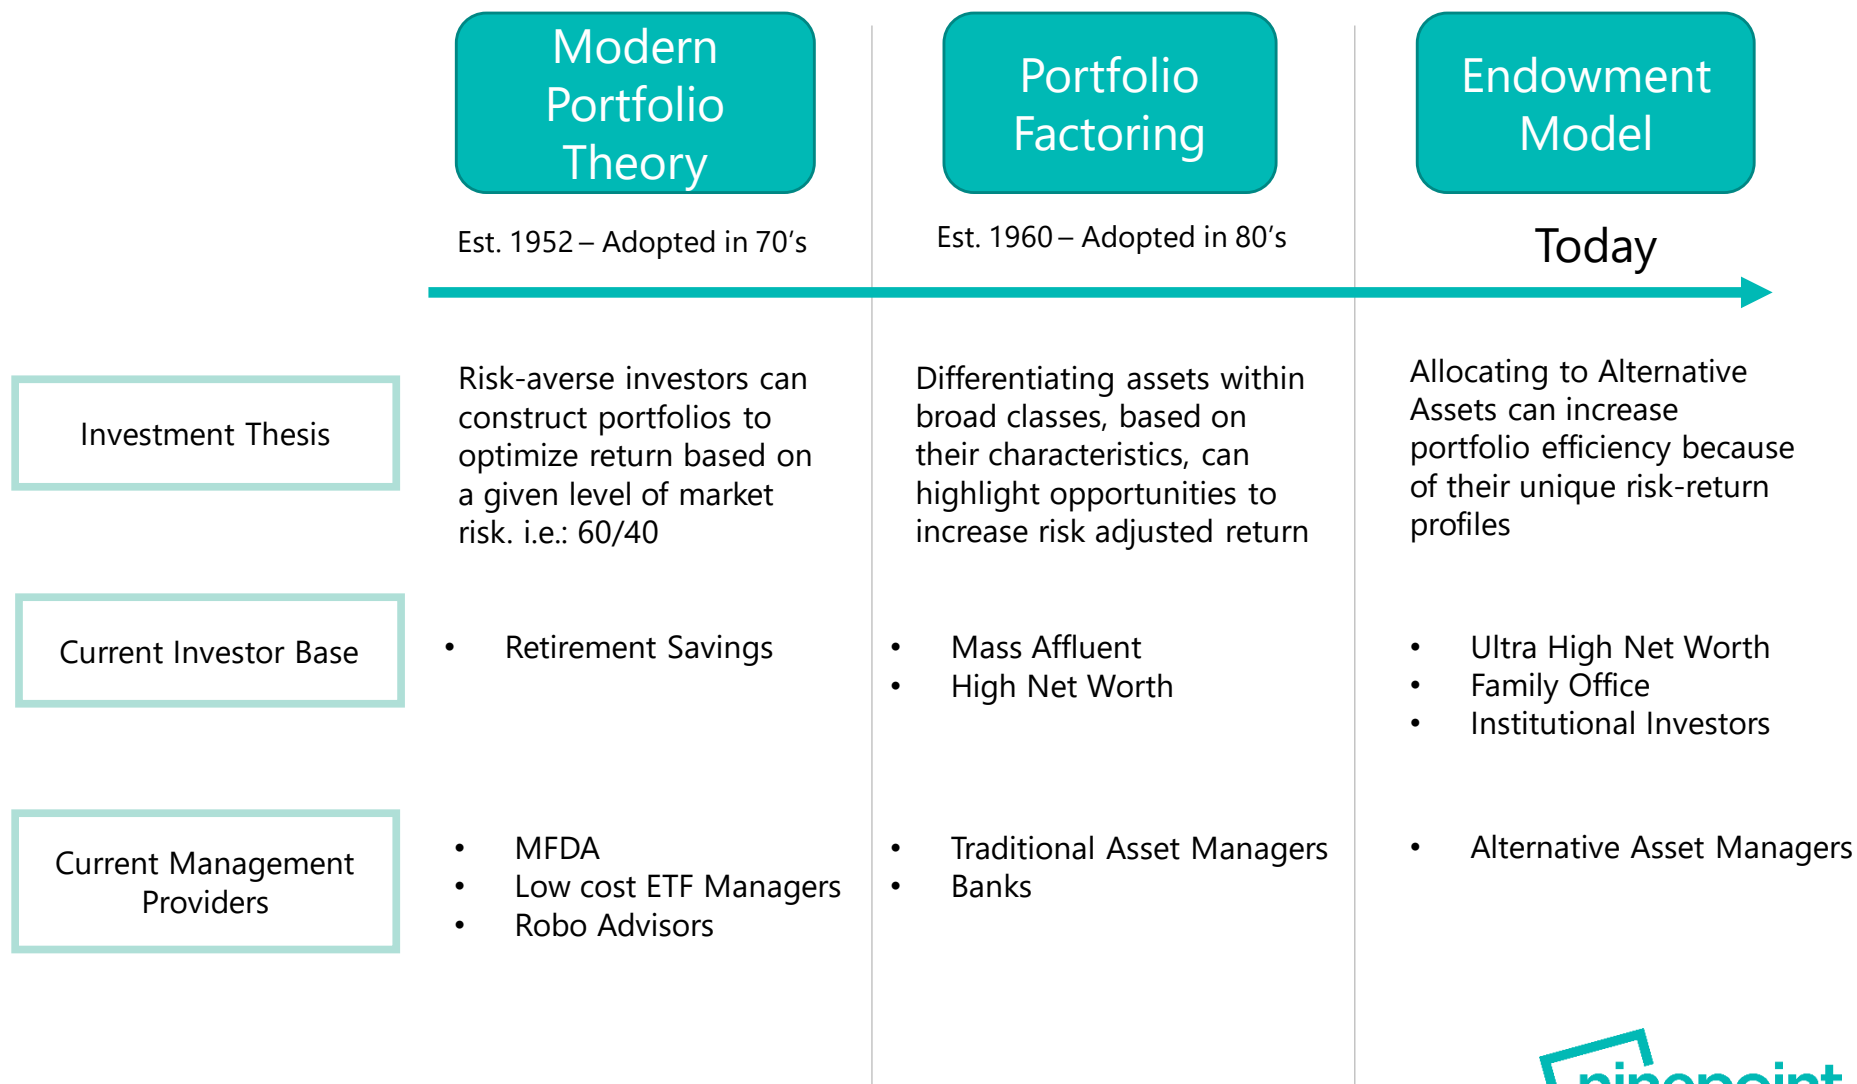 Modern
Portfolio
Theory
Portfolio
Factoring
Endowment
Model
Est. 1952 – Adopted in 70's
Est. 1960 – Adopted in 80's
Today
Investment Thesis
Risk-averse investors can
construct portfolios to
optimize return based on
a given level of market
risk. i.e.: 60/40
Differentiating assets within
broad classes, based on
their characteristics, can
highlight opportunities to
increase risk adjusted return
Allocating to Alternative
Assets can increase
portfolio efficiency because
of their unique risk-return
profiles
Current Investor Base
• Retirement Savings
• Mass Affluent
• High Net Worth
• Ultra High Net Worth
• Family Office
• Institutional Investors
Current Management
Providers
• MFDA
• Low cost ETF Managers
• Robo Advisors
• Traditional Asset Managers
• Banks
• Alternative Asset Managers
ninepoint